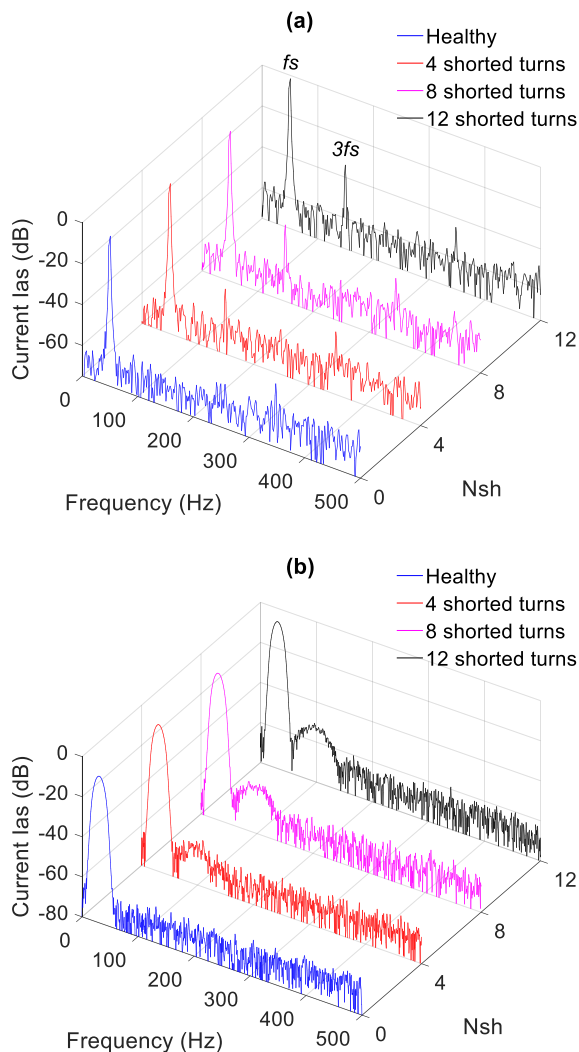 (a)
Healthy
4 shorted turns
8 shorted turns
12 shorted turns
fs
3fs
0
-20
-40
-60
Current Ias (dB)
0
100
200
300
400
500
Frequency (Hz)
0
4
8
12
Nsh
(b)
Healthy
4 shorted turns
8 shorted turns
12 shorted turns
0
-20
-40
-60
-80
Current Ias (dB)
0
100
200
300
400
500
Frequency (Hz)
0
4
8
12
Nsh